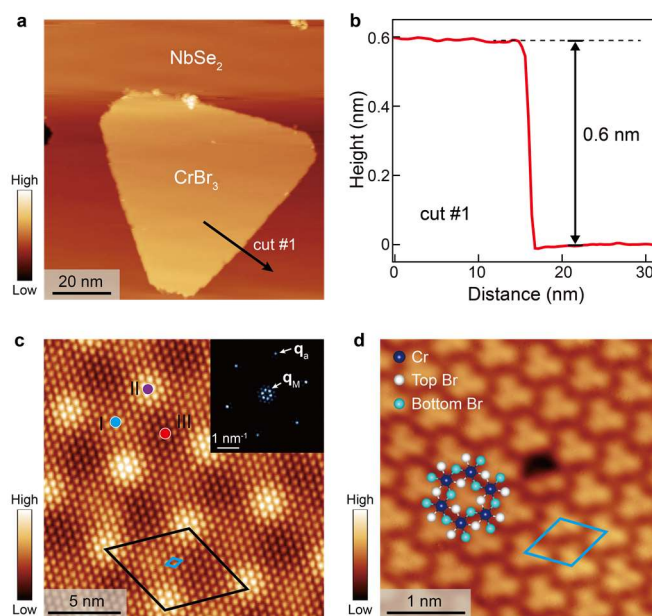 a
NbSe₂
CrBr₃
cut #1
High
Low
20 nm
b
Height (nm)
0.6
0.4
0.2
0
0.6 nm
cut #1
0 10 20 30
Distance (nm)
c
II
I
III
qₐ
q_M
1 nm⁻¹
High
Low
5 nm
d
Cr
Top Br
Bottom Br
High
Low
1 nm